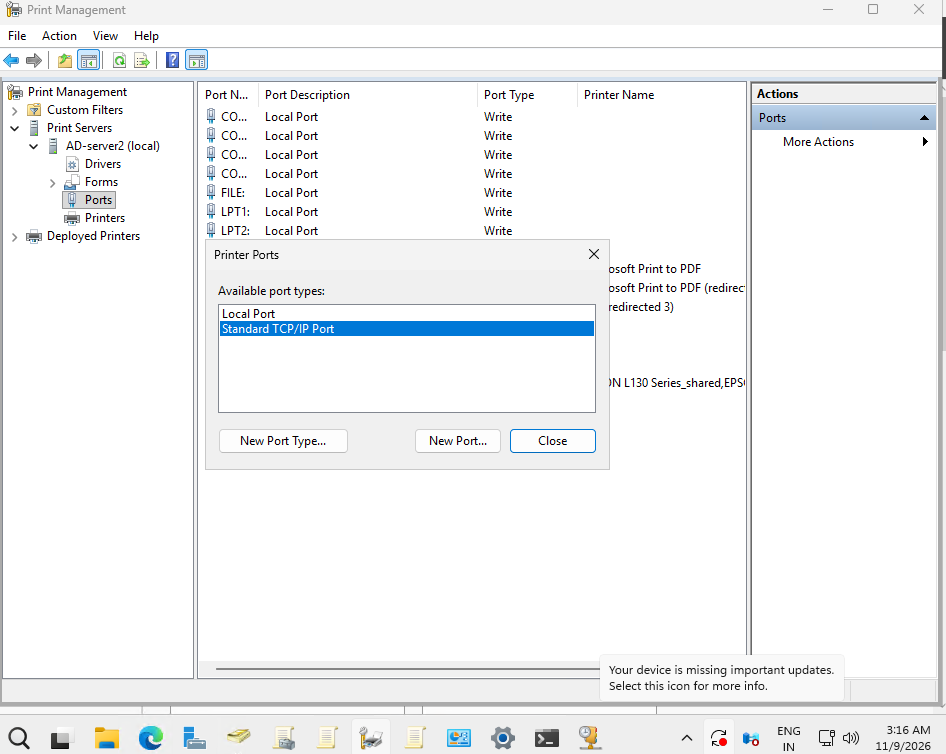 Print Management
File Action View Help
Print Management
Custom Filters
Print Servers
AD-server2 (local)
Drivers
Forms
Ports
Printers
Deployed Printers
Port N... Port Description Port Type Printer Name
CO... Local Port Write
CO... Local Port Write
CO... Local Port Write
CO... Local Port Write
FILE: Local Port Write
LPT1: Local Port Write
LPT2: Local Port Write
osoft Print to PDF
osoft Print to PDF (redirec
redirected 3)
ON L130 Series_shared,EPS
Printer Ports
Available port types:
Local Port
Standard TCP/IP Port
New Port Type... New Port... Close
Actions
Ports
More Actions
Your device is missing important updates.
Select this icon for more info.
ENG
IN
3:16 AM
11/9/2026